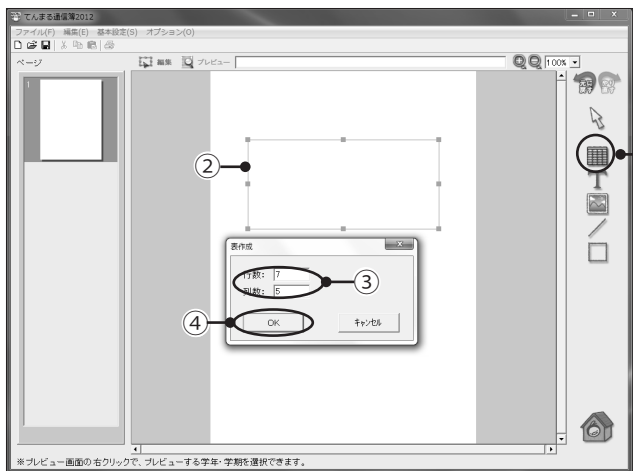 てんまる通信簿2012
ファイル(F) 編集(E) 基本設定(S) オプション(O)
ページ
編集 プレビュー 100%
1
②
表作成
行数: 7
列数: 5
③
④
OK キャンセル
T
※プレビュー画面の右クリックで、プレビューする学年・学期を選択できます。